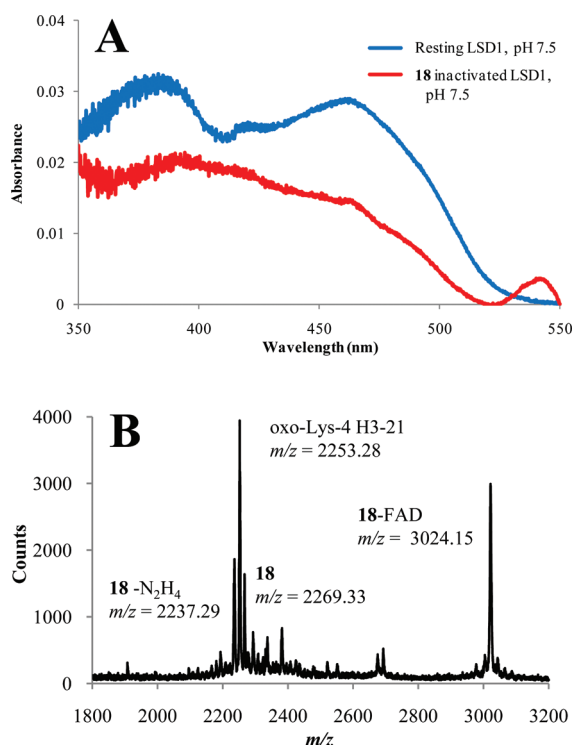 A
Resting LSD1, pH 7.5
18 inactivated LSD1,
pH 7.5
0.04
0.03
0.02
0.01
0
Absorbance
350
400
450
500
550
Wavelength (nm)
B
oxo-Lys-4 H3-21
m/z = 2253.28
18-FAD
m/z = 3024.15
18 -N₂H₄
m/z = 2237.29
18
m/z = 2269.33
4000
3000
2000
1000
0
Counts
1800
2000
2200
2400
2600
2800
3000
3200
m/z